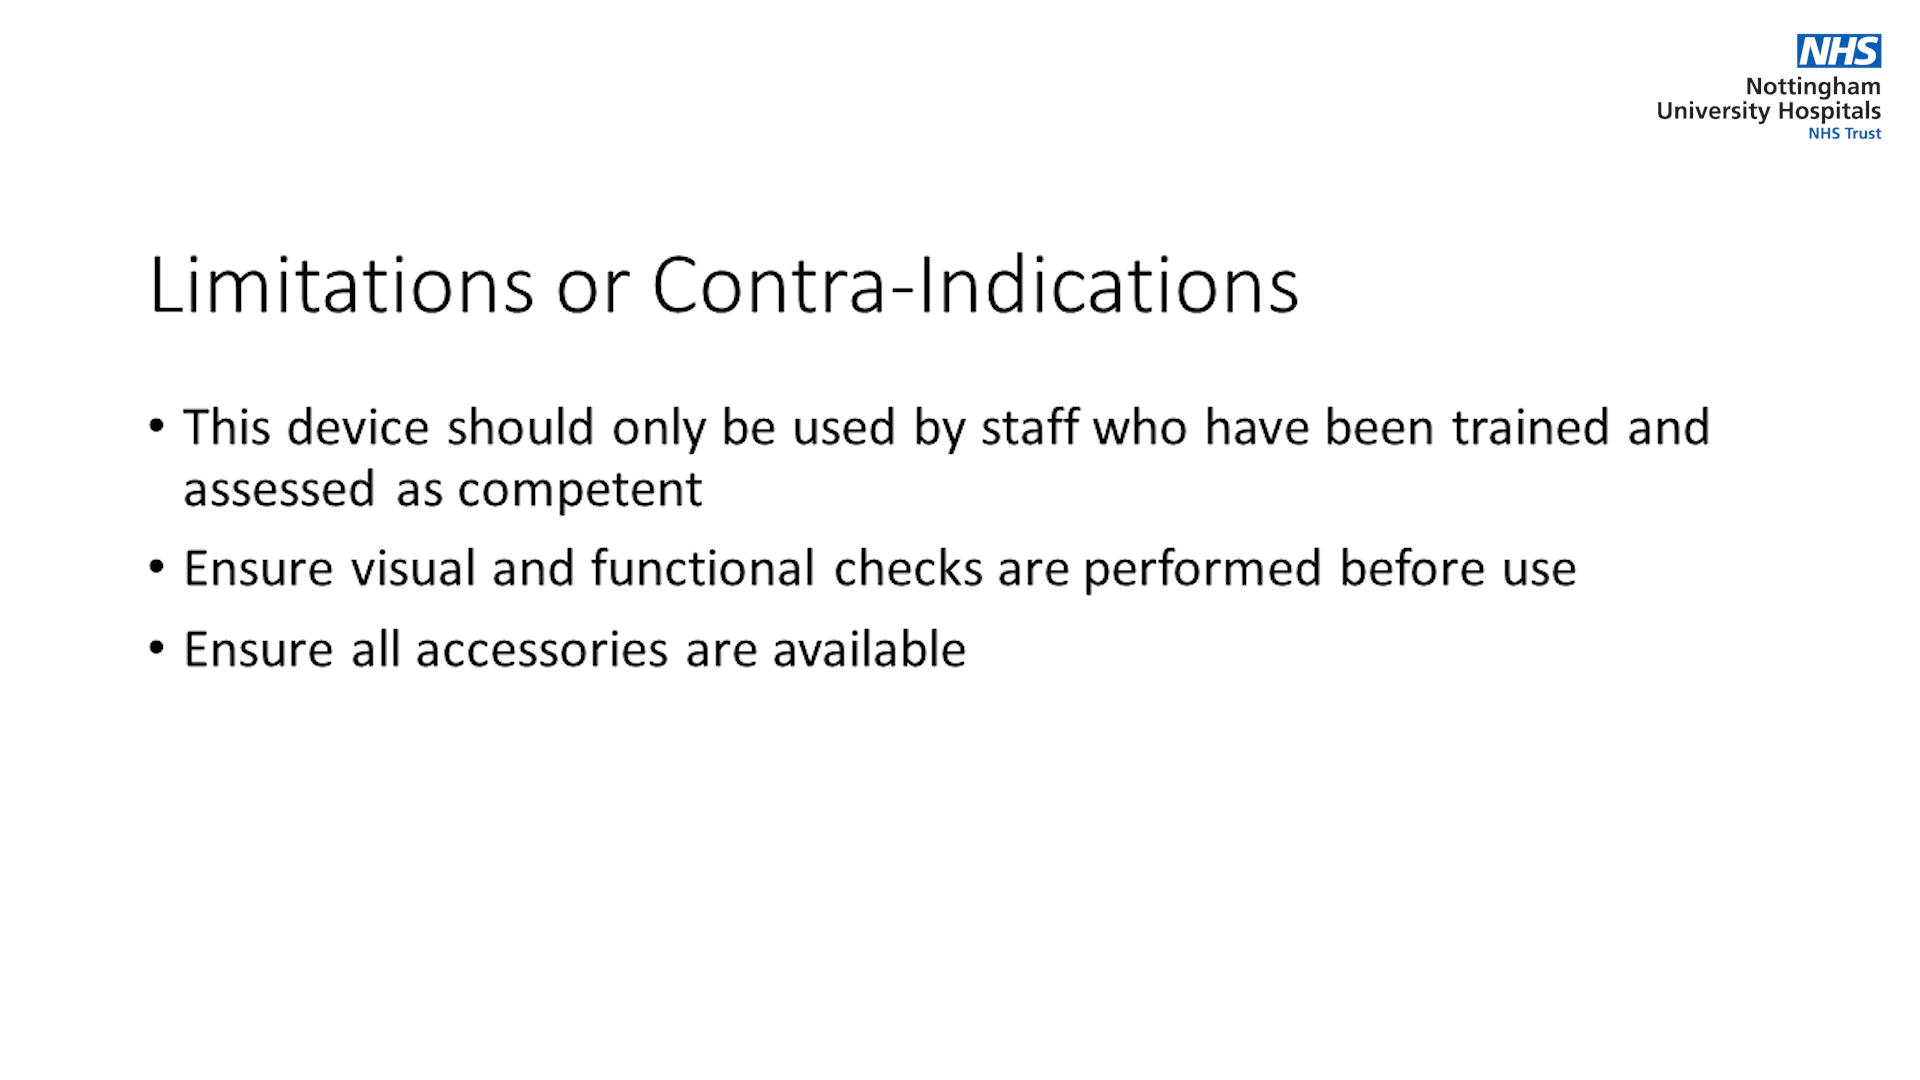 NHS
Nottingham
University Hospitals
NHS Trust
Limitations or Contra-Indications
• This device should only be used by staff who have been trained and
assessed as competent
• Ensure visual and functional checks are performed before use
• Ensure all accessories are available